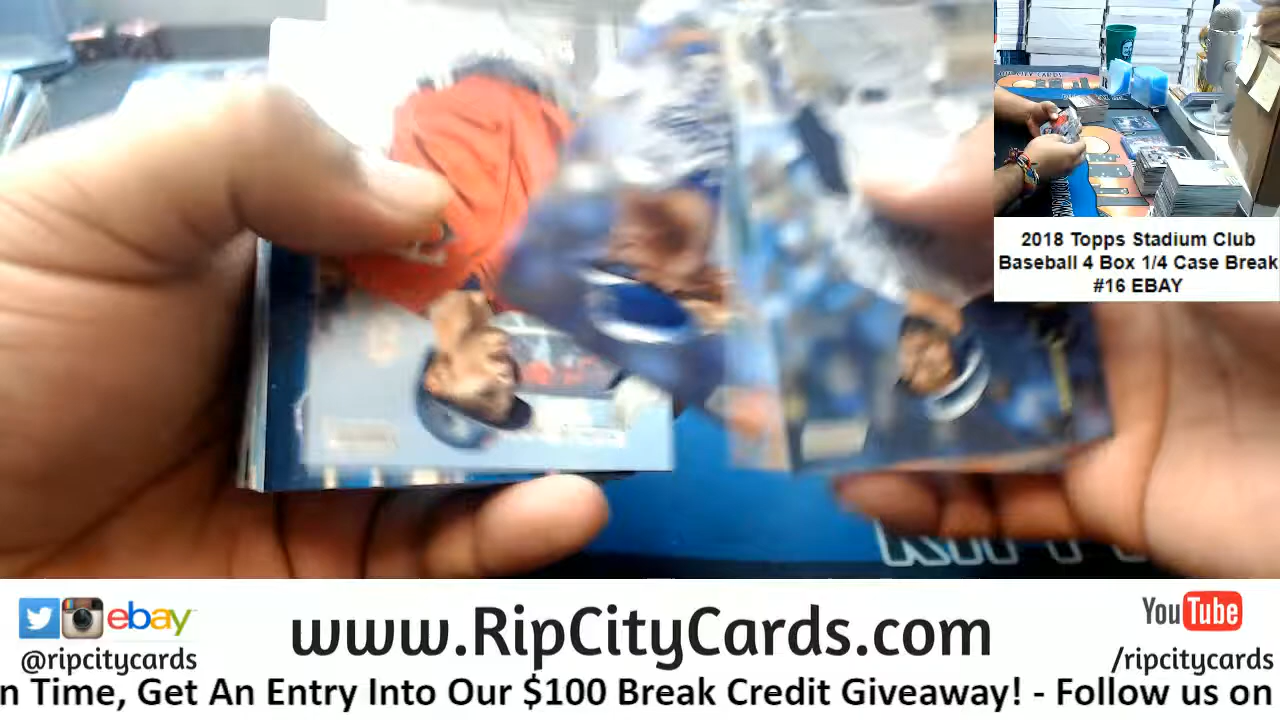 2018 Topps Stadium Club
Baseball 4 Box 1/4 Case Break
#16 EBAY
ebay
@ripcitycards
www.RipCityCards.com
YouTube
/ripcitycards
n Time, Get An Entry Into Our $100 Break Credit Giveaway! - Follow us on